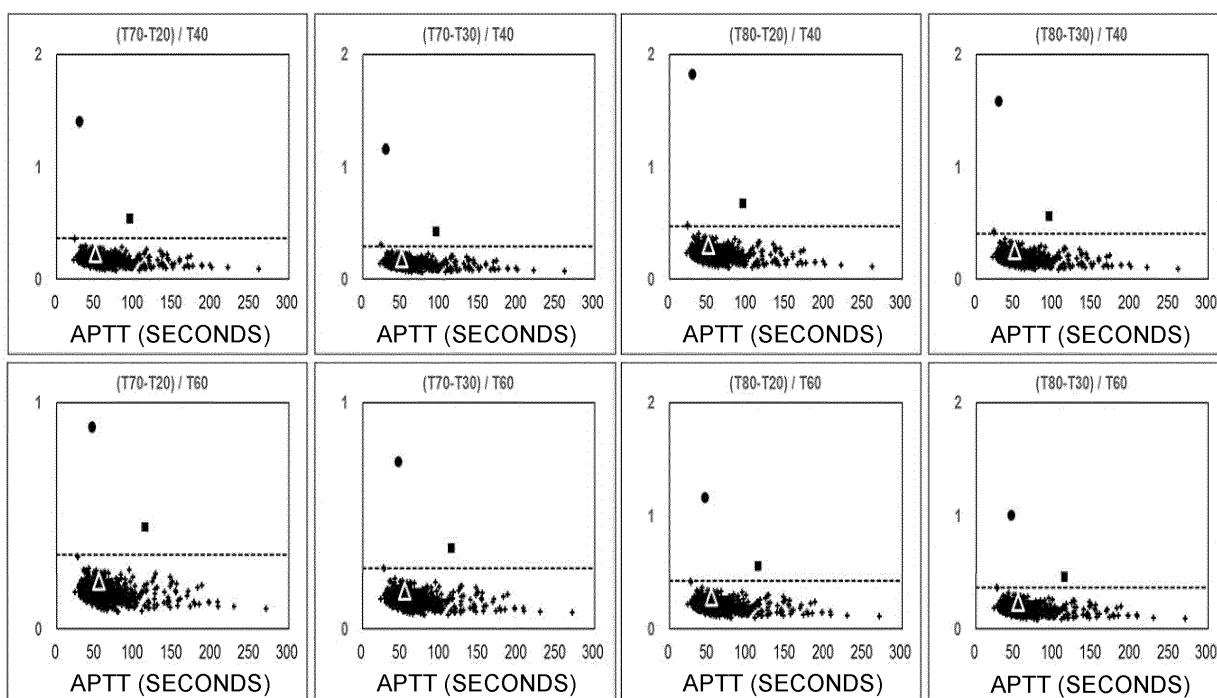 (T70-T20) / T40
2
1
0
0 50 100 150 200 250 300
APTT (SECONDS)
(T70-T30) / T40
2
1
0
0 50 100 150 200 250 300
APTT (SECONDS)
(T80-T20) / T40
2
1
0
0 50 100 150 200 250 300
APTT (SECONDS)
(T80-T30) / T40
2
1
0
0 50 100 150 200 250 300
APTT (SECONDS)
(T70-T20) / T60
1
0
0 50 100 150 200 250 300
APTT (SECONDS)
(T70-T30) / T60
1
0
0 50 100 150 200 250 300
APTT (SECONDS)
(T80-T20) / T60
2
1
0
0 50 100 150 200 250 300
APTT (SECONDS)
(T80-T30) / T60
2
1
0
0 50 100 150 200 250 300
APTT (SECONDS)